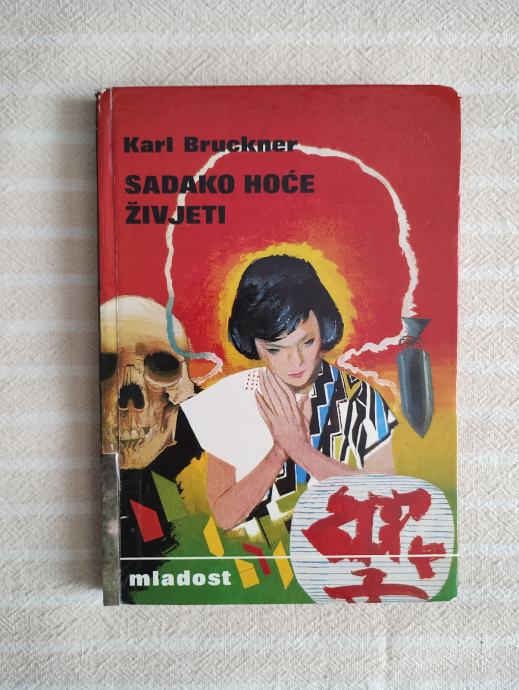 Karl Bruckner
SADAKO HOĆE
ŽIVJETI
mladost